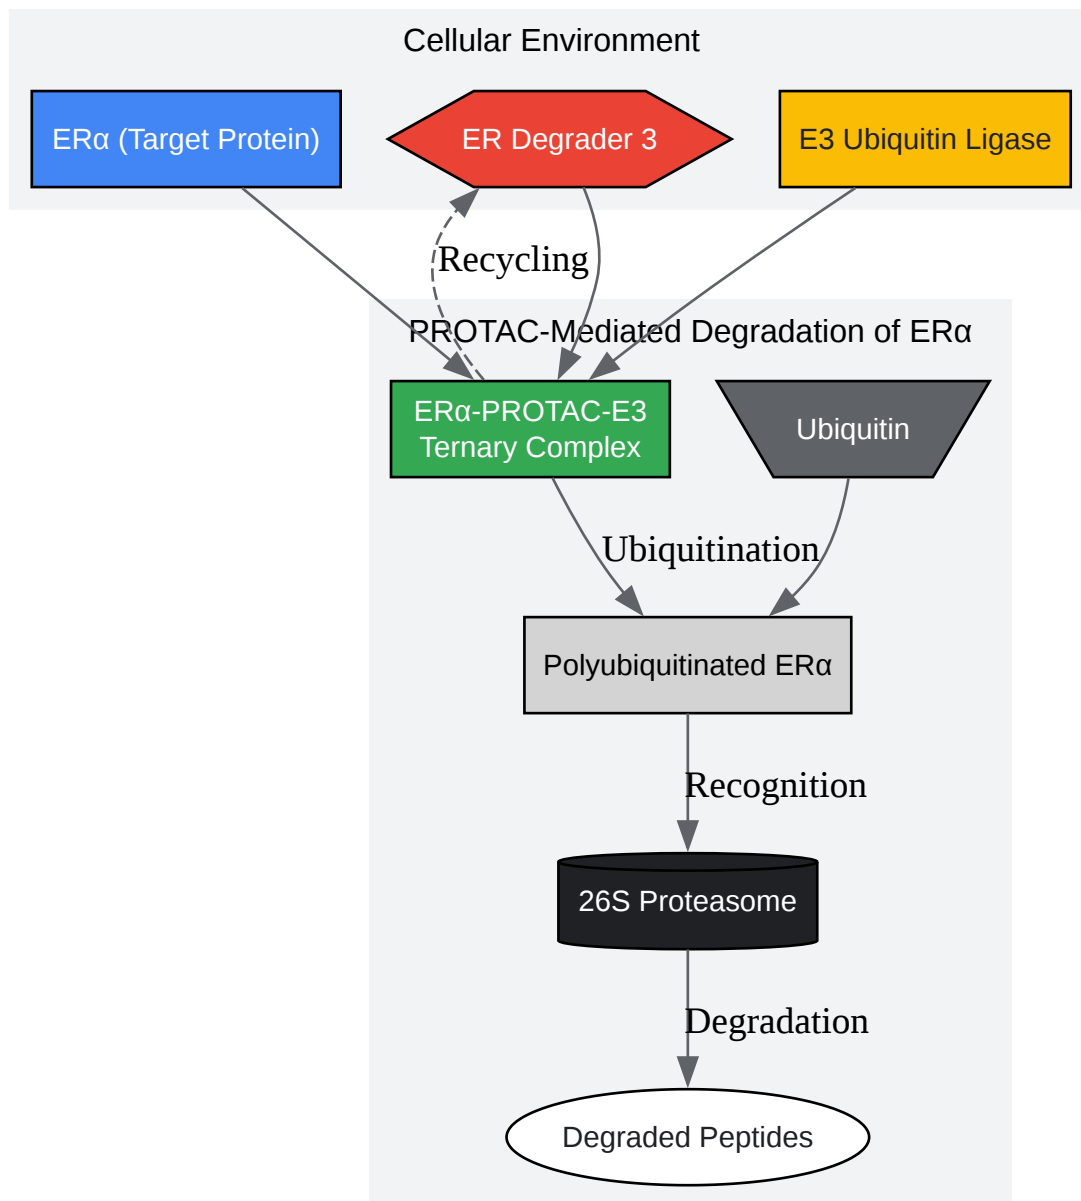 Cellular Environment
ERα (Target Protein)
ER Degrader 3
E3 Ubiquitin Ligase
Recycling
PROTAC-Mediated Degradation of ERα
ERα-PROTAC-E3
Ternary Complex
Ubiquitin
Ubiquitination
Polyubiquitinated ERα
Recognition
26S Proteasome
Degradation
Degraded Peptides